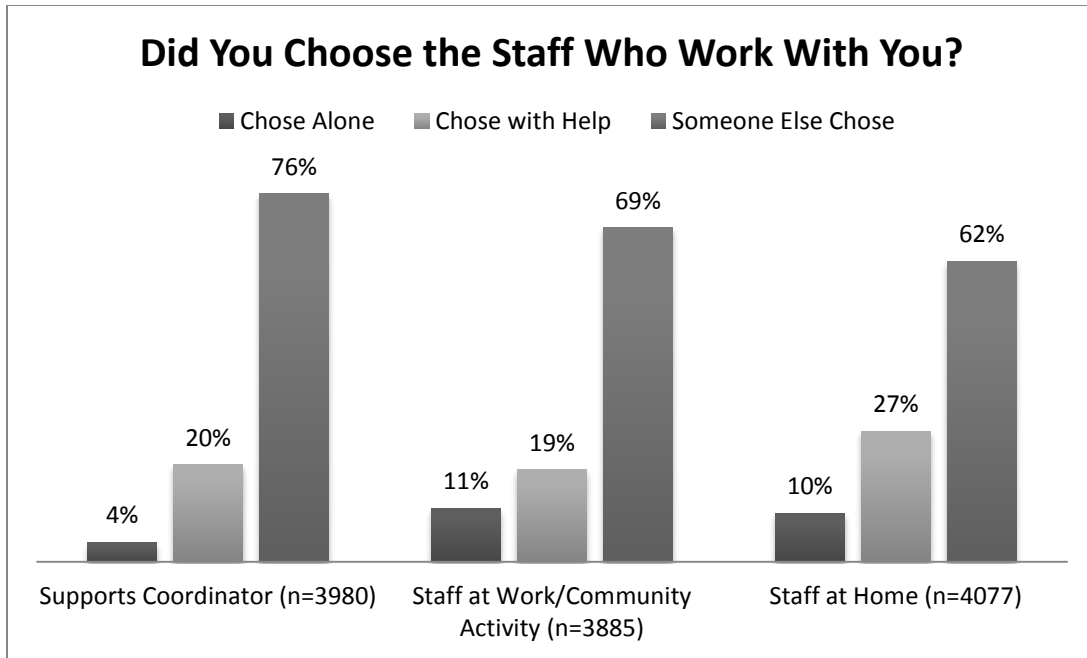 Did You Choose the Staff Who Work With You?
Chose Alone Chose with Help Someone Else Chose
76%
69%
62%
27%
20%
19%
11%
10%
4%
Supports Coordinator (n=3980)
Staff at Work/Community
Activity (n=3885)
Staff at Home (n=4077)